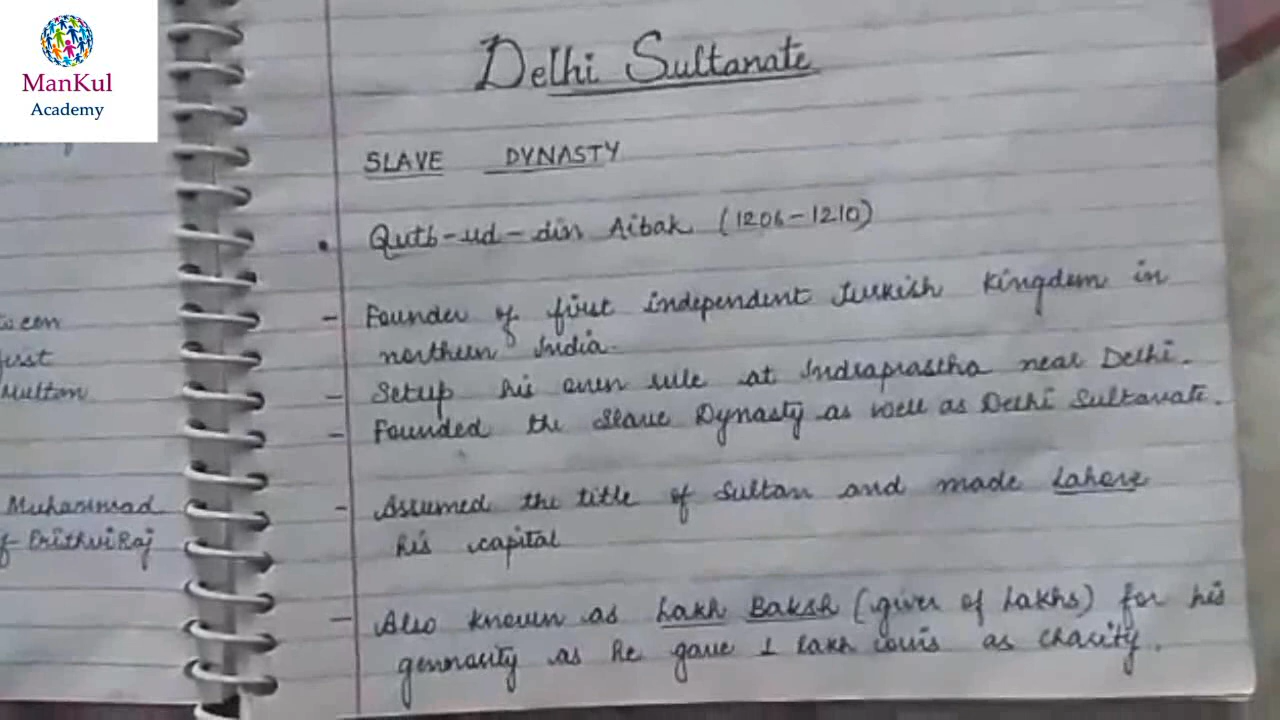 ManKul
Academy
Delhi Sultanate
SLAVE DYNASTY
• Qutb-ud-din Aibak (1206-1210)
- Founder of first independent Turkish Kingdom in
northern India.
- Setup his own rule at Indraprastha near Delhi.
- Founded the Slave Dynasty as well as Delhi Sultanate.
- Assumed the title of Sultan and made Lahore
his capital
- Also known as Lakh Baksh (giver of Lakhs) for his
genrosity as he gave 1 lakh coins as charity.
first
Multan
Muhammad
of PrithviRaj